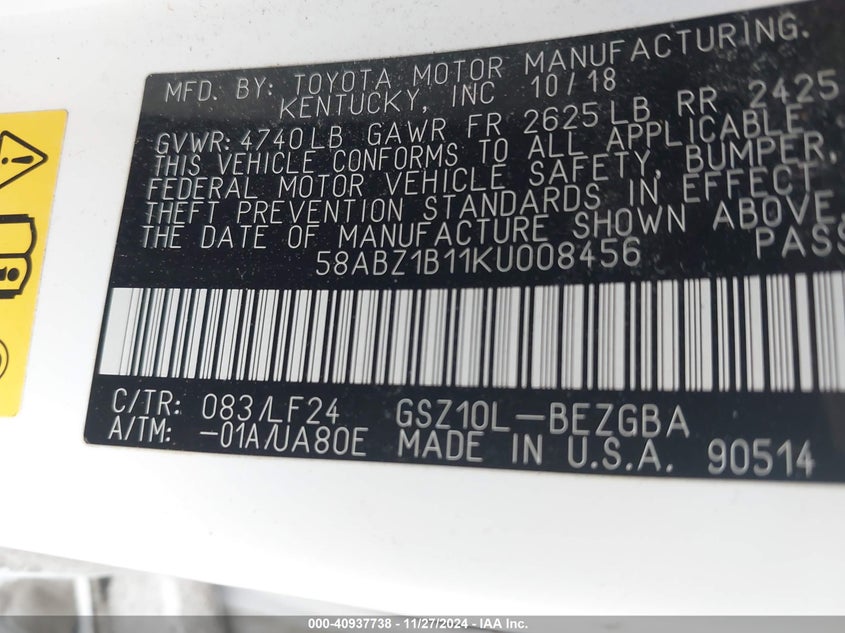 MFD. BY: TOYOTA MOTOR MANUFACTURING.
KENTUCKY, INC 10/18
GVWR: 4740LB GAWR FR 2625LB RR 2425
THIS VEHICLE CONFORMS TO ALL APPLICABLE
FEDERAL MOTOR VEHICLE SAFETY, BUMPER,
THEFT PREVENTION STANDARDS IN EFFECT
THE DATE OF MANUFACTURE SHOWN ABOVE.
58ABZ1B11KU008456 PASS
C/TR: 083/LF24 GSZ10L-BEZGBA
A/TM: -01A/UA80E MADE IN U.S.A. 90514
000-40937738 - 11/27/2024 - IAA Inc.